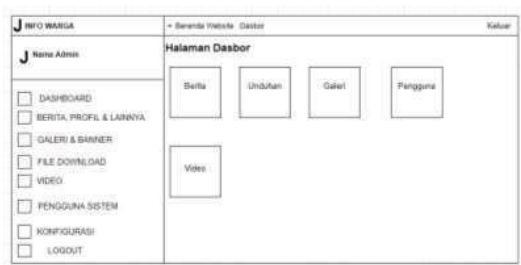 INFO WARGA
+ Beranda Website Dasbor Keluar
Nama Admin
Halaman Dasbor
Berita Unduhan Galeri Pengguna
Video
DASHBOARD
BERITA, PROFIL & LAINNYA
GALERI & BANNER
FILE DOWNLOAD
VIDEO
PENGGUNA SISTEM
KONFIGURASI
LOGOUT